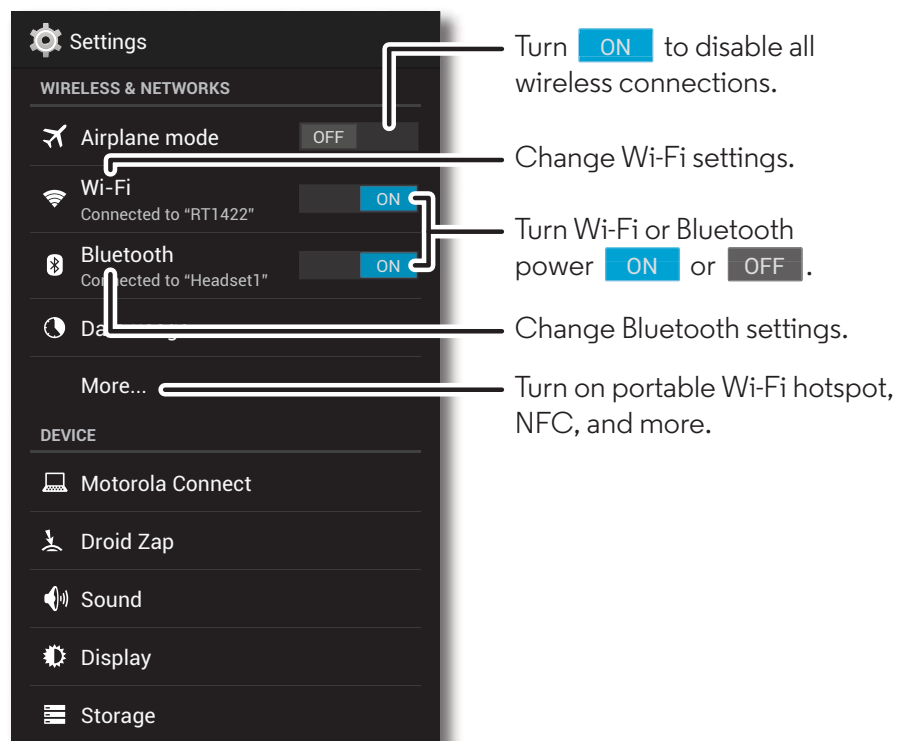 Settings
WIRELESS & NETWORKS
Airplane mode OFF
Wi-Fi
Connected to “RT1422” ON
Bluetooth
Connected to “Headset1” ON
More...
DEVICE
Motorola Connect
Droid Zap
Sound
Display
Storage
Turn ON to disable all
wireless connections.
Change Wi-Fi settings.
Turn Wi-Fi or Bluetooth
power ON or OFF.
Change Bluetooth settings.
Turn on portable Wi-Fi hotspot,
NFC, and more.